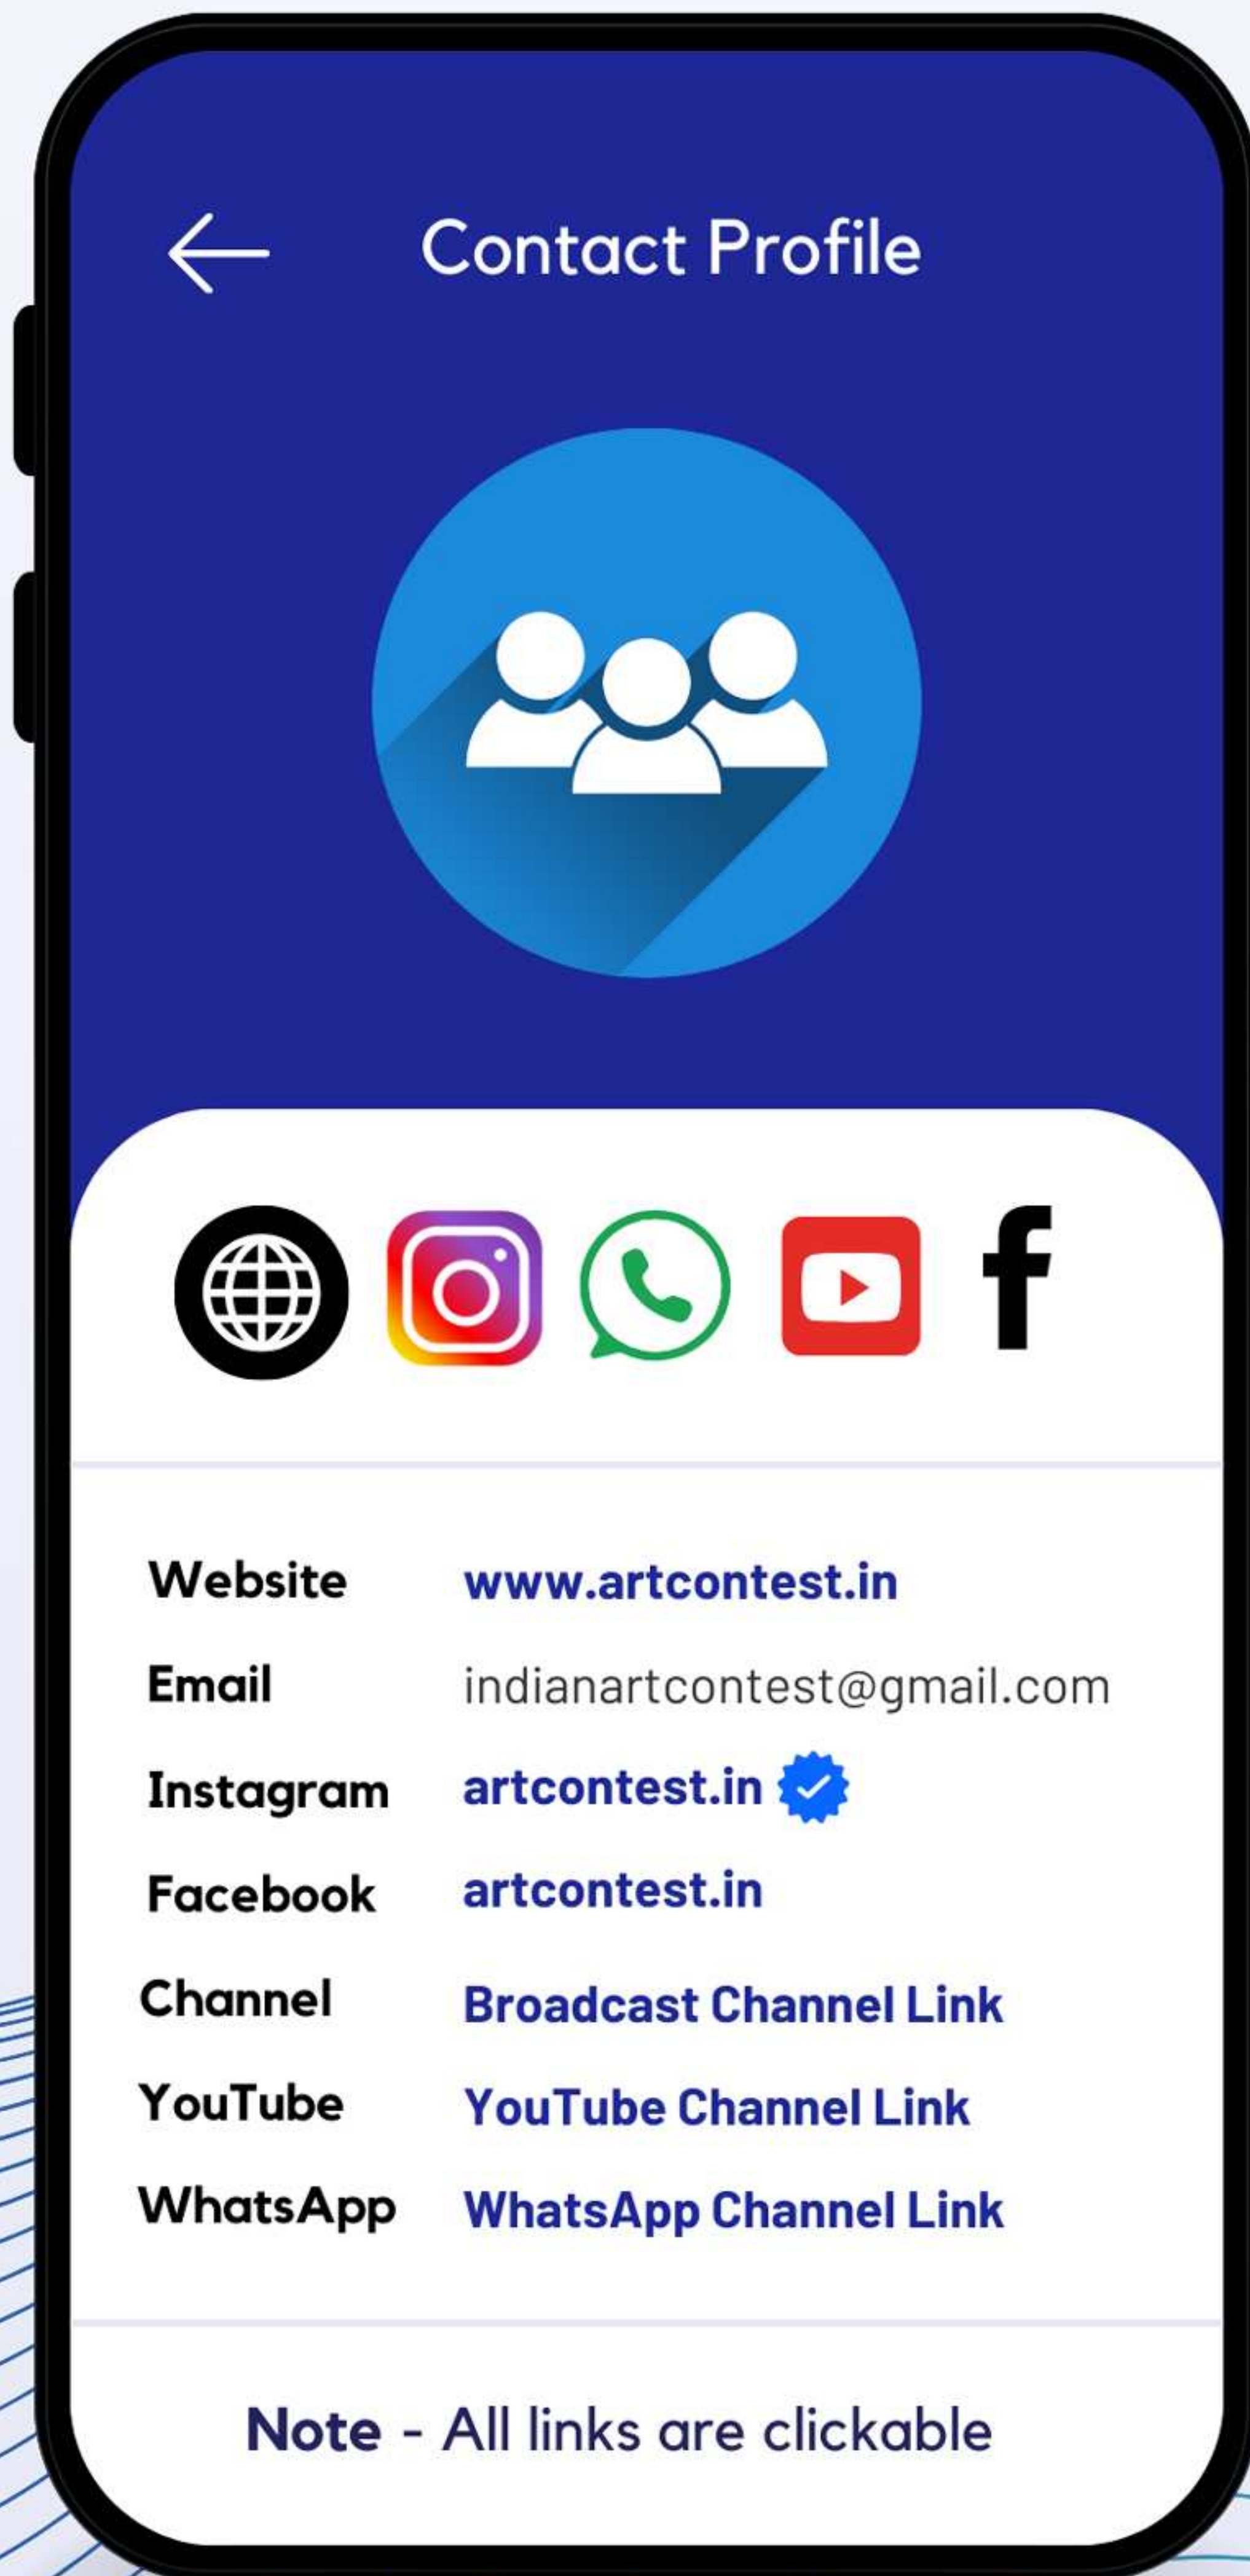 Contact Profile
Website www.artcontest.in
Email indianartcontest@gmail.com
Instagram artcontest.in
Facebook artcontest.in
Channel Broadcast Channel Link
YouTube YouTube Channel Link
WhatsApp WhatsApp Channel Link
Note - All links are clickable